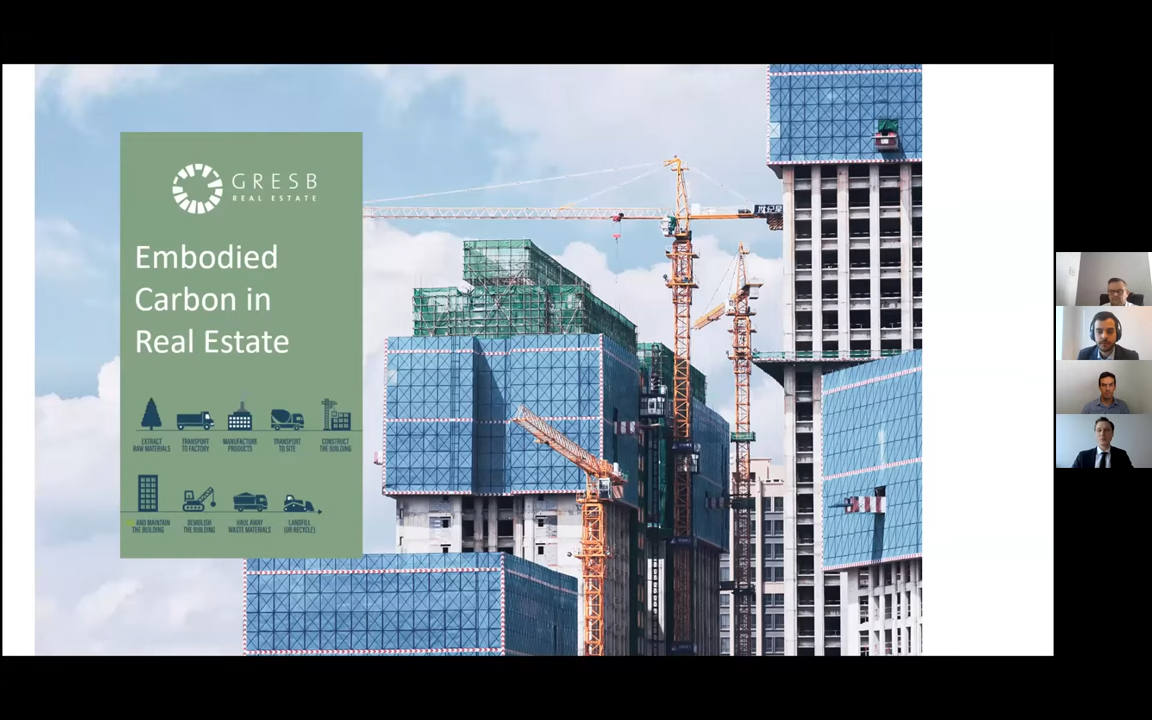 GRESB
REAL ESTATE
Embodied
Carbon in
Real Estate
EXTRACT
RAW MATERIALS
TRANSPORT
TO FACTORY
MANUFACTURE
PRODUCTS
TRANSPORT
TO SITE
CONSTRUCT
THE BUILDING
AND MAINTAIN
THE BUILDING
DEMOLISH
THE BUILDING
HAUL AWAY
WASTE MATERIALS
LANDFILL
(OR RECYCLE)